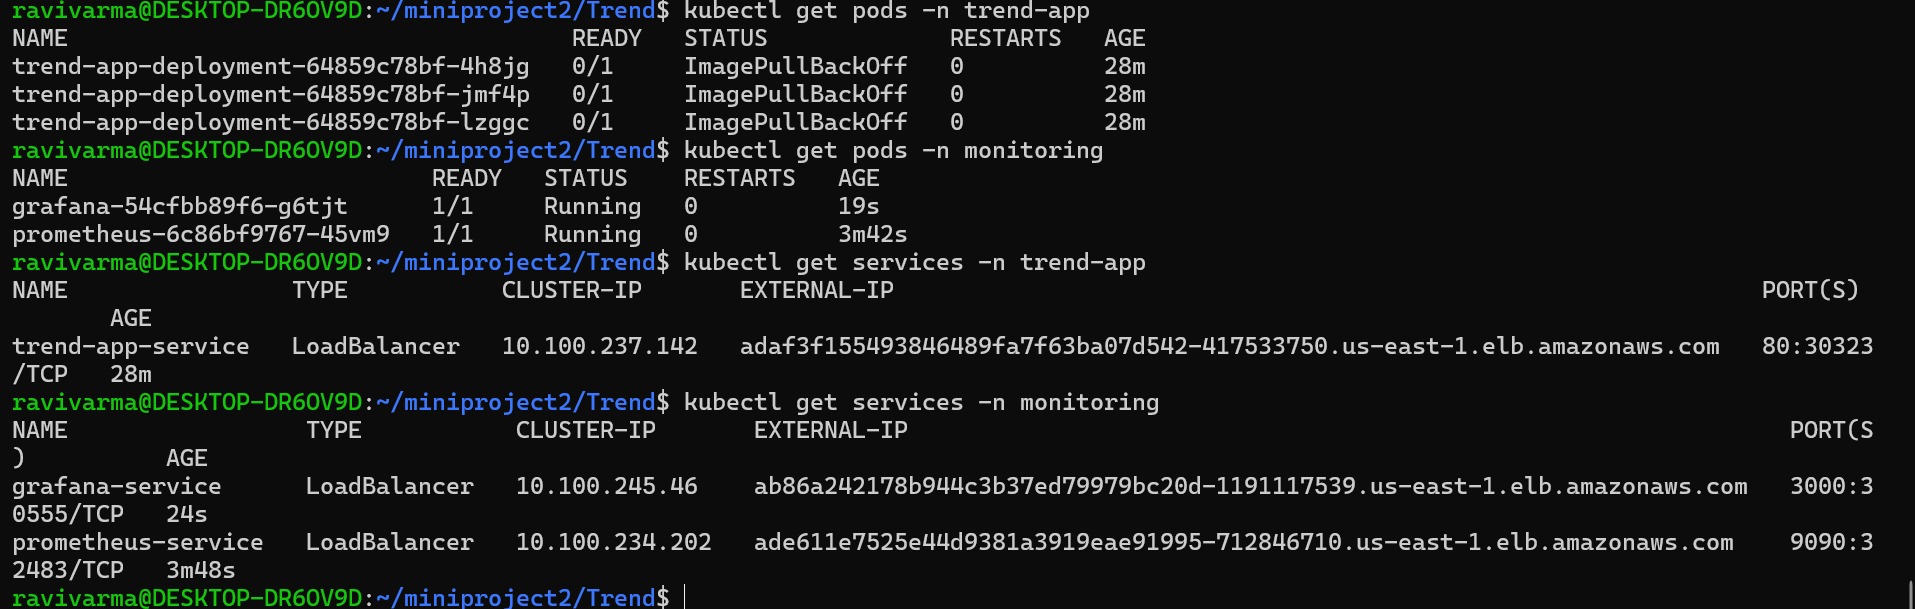 ravivarma@DESKTOP-DR6OV9D:~/miniproject2/Trend$ kubectl get pods -n trend-app
NAME                                    READY   STATUS             RESTARTS   AGE
trend-app-deployment-64859c78bf-4h8jg   0/1     ImagePullBackOff   0          28m
trend-app-deployment-64859c78bf-jmf4p   0/1     ImagePullBackOff   0          28m
trend-app-deployment-64859c78bf-lzggc   0/1     ImagePullBackOff   0          28m
ravivarma@DESKTOP-DR6OV9D:~/miniproject2/Trend$ kubectl get pods -n monitoring
NAME                          READY   STATUS    RESTARTS   AGE
grafana-54cfbb89f6-g6tjt      1/1     Running   0          19s
prometheus-6c86bf9767-45vm9   1/1     Running   0          3m42s
ravivarma@DESKTOP-DR6OV9D:~/miniproject2/Trend$ kubectl get services -n trend-app
NAME                TYPE           CLUSTER-IP       EXTERNAL-IP                                                              PORT(S)
       AGE
trend-app-service   LoadBalancer   10.100.237.142   adaf3f155493846489fa7f63ba07d542-417533750.us-east-1.elb.amazonaws.com   80:30323
/TCP   28m
ravivarma@DESKTOP-DR6OV9D:~/miniproject2/Trend$ kubectl get services -n monitoring
NAME                 TYPE           CLUSTER-IP       EXTERNAL-IP                                                               PORT(S
)          AGE
grafana-service      LoadBalancer   10.100.245.46    ab86a242178b944c3b37ed79979bc20d-1191117539.us-east-1.elb.amazonaws.com   3000:3
0555/TCP   24s
prometheus-service   LoadBalancer   10.100.234.202   ade611e7525e44d9381a3919eae91995-712846710.us-east-1.elb.amazonaws.com    9090:3
2483/TCP   3m48s
ravivarma@DESKTOP-DR6OV9D:~/miniproject2/Trend$